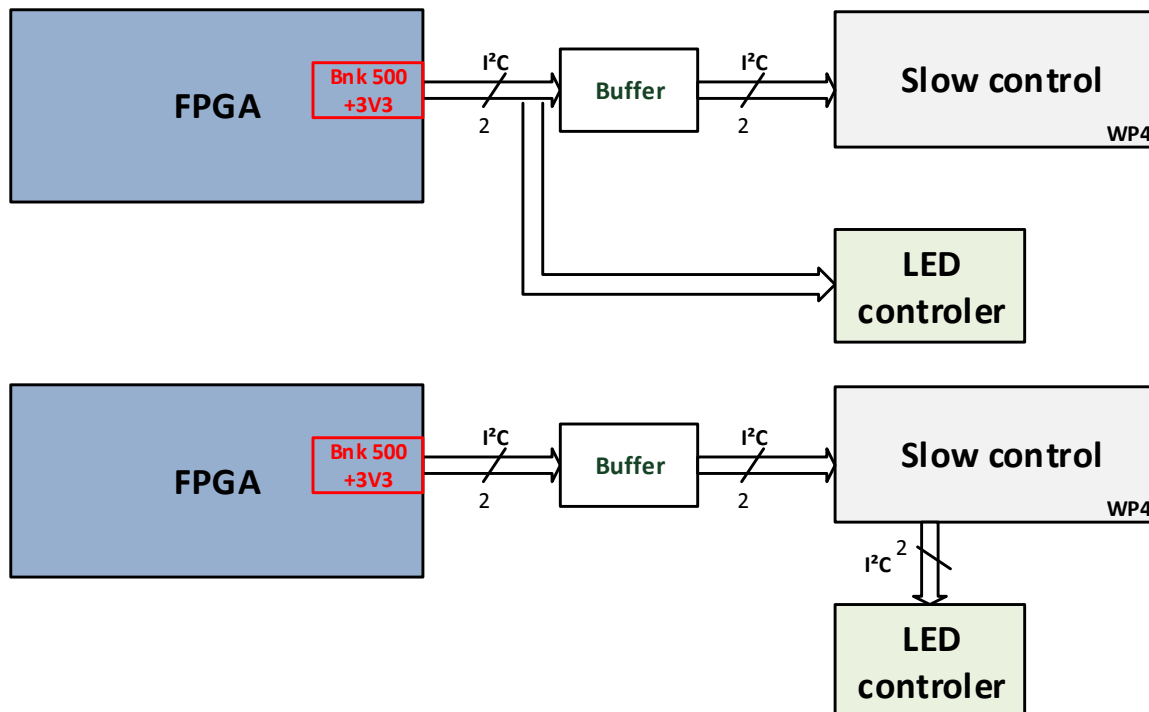 FPGA
Bnk 500
+3V3
I²C
2
Buffer
I²C
2
Slow control
WP4
LED
controler
FPGA
Bnk 500
+3V3
I²C
2
Buffer
I²C
2
Slow control
WP4
I²C
2
LED
controler